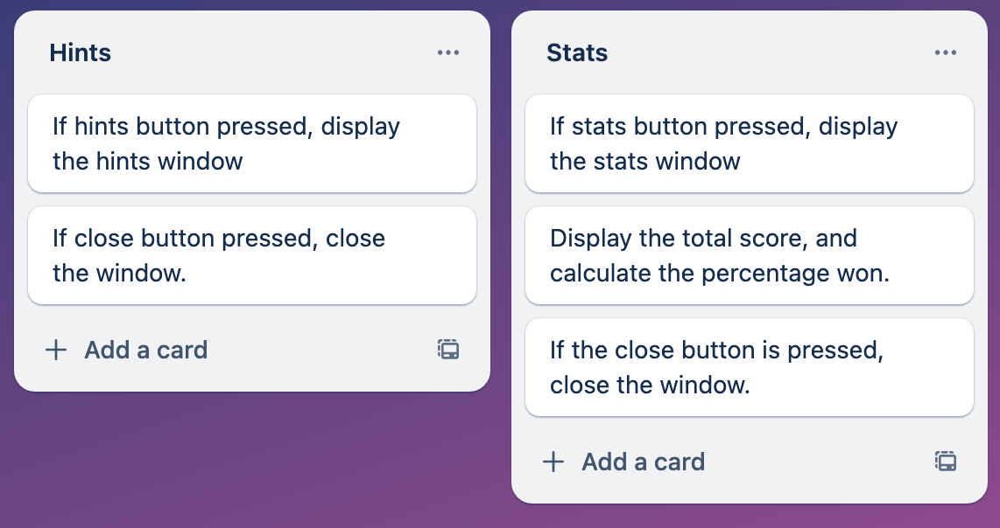 Hints
If hints button pressed, display
the hints window
If close button pressed, close
the window.
Add a card
Stats
If stats button pressed, display
the stats window
Display the total score, and
calculate the percentage won.
If the close button is pressed,
close the window.
Add a card